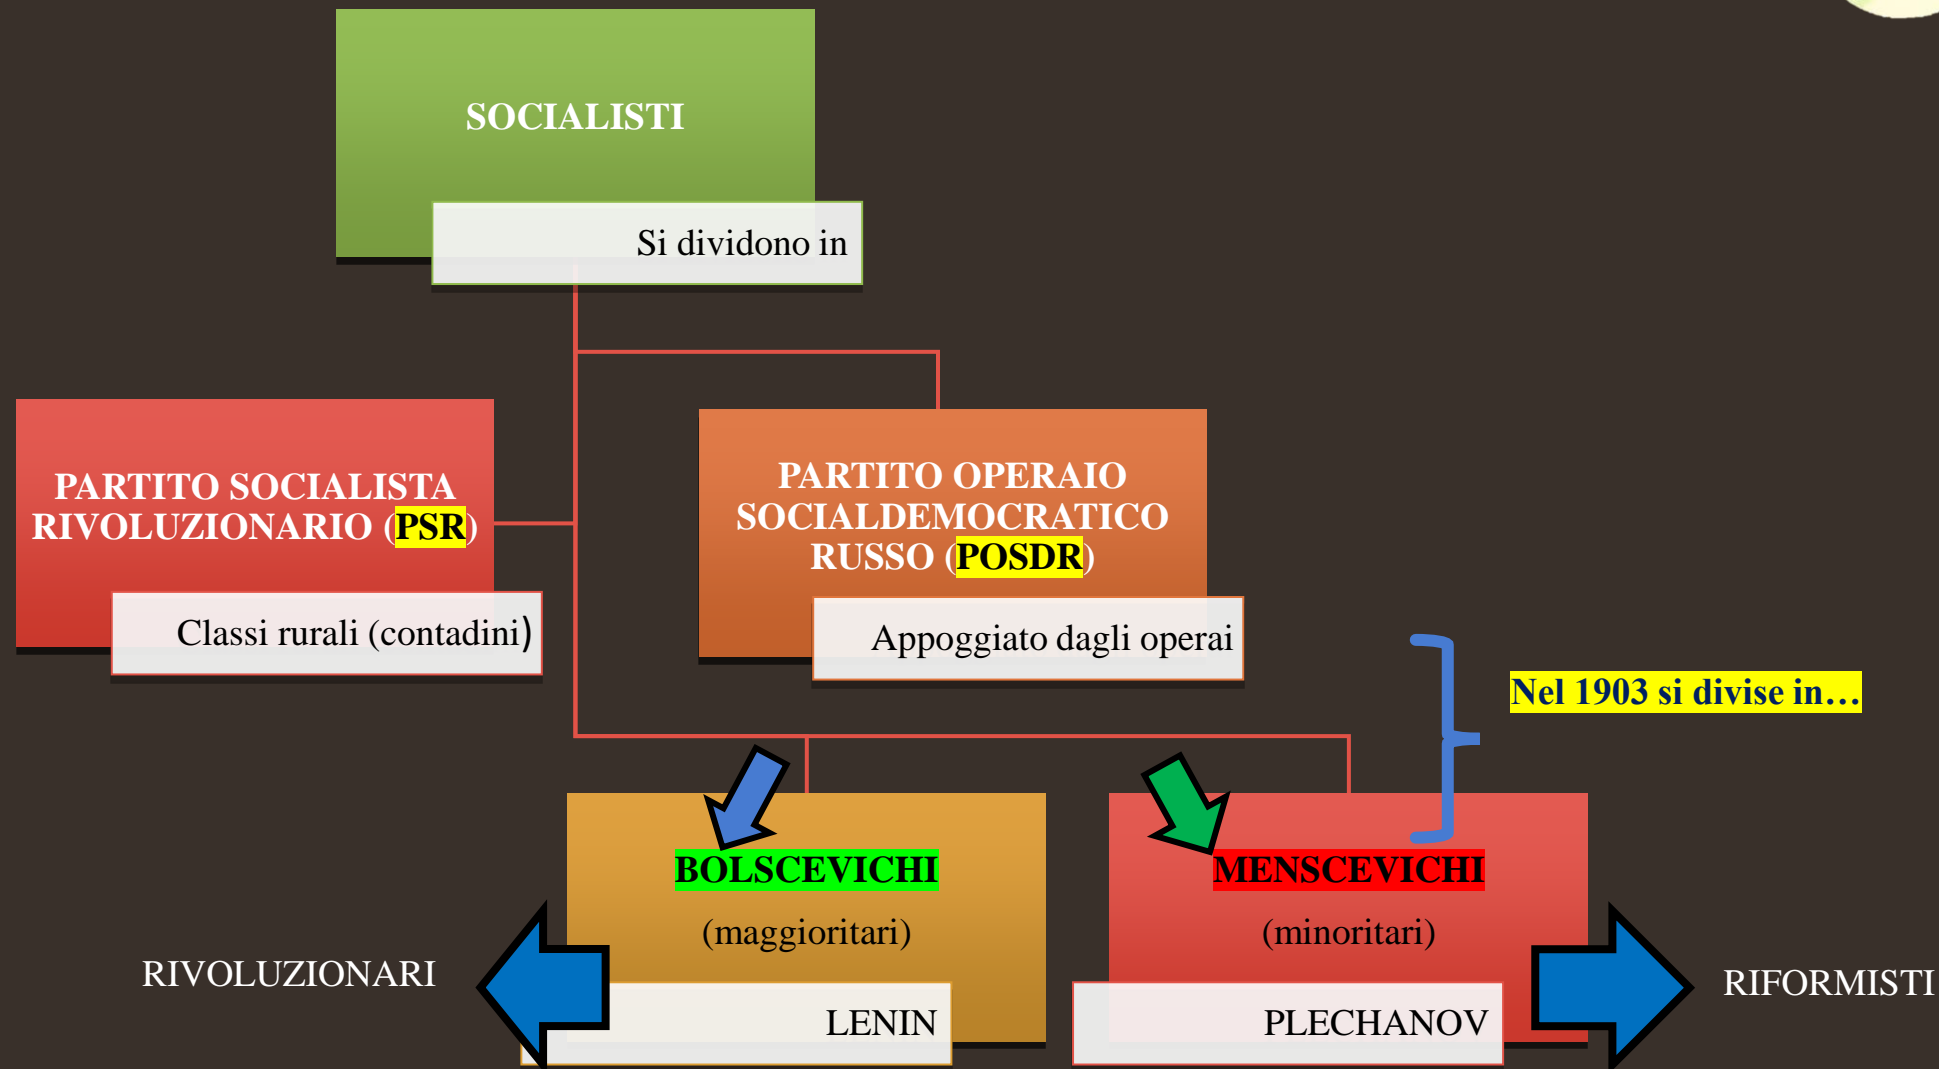 SOCIALISTI
Si dividono in
PARTITO SOCIALISTA
RIVOLUZIONARIO (PSR)
Classi rurali (contadini)
PARTITO OPERAIO
SOCIALDEMOCRATICO
RUSSO (POSDR)
Appoggiato dagli operai
Nel 1903 si divise in…
BOLSCEVICHI
(maggioritari)
LENIN
MENSCEVICHI
(minoritari)
PLECHANOV
RIVOLUZIONARI
RIFORMISTI